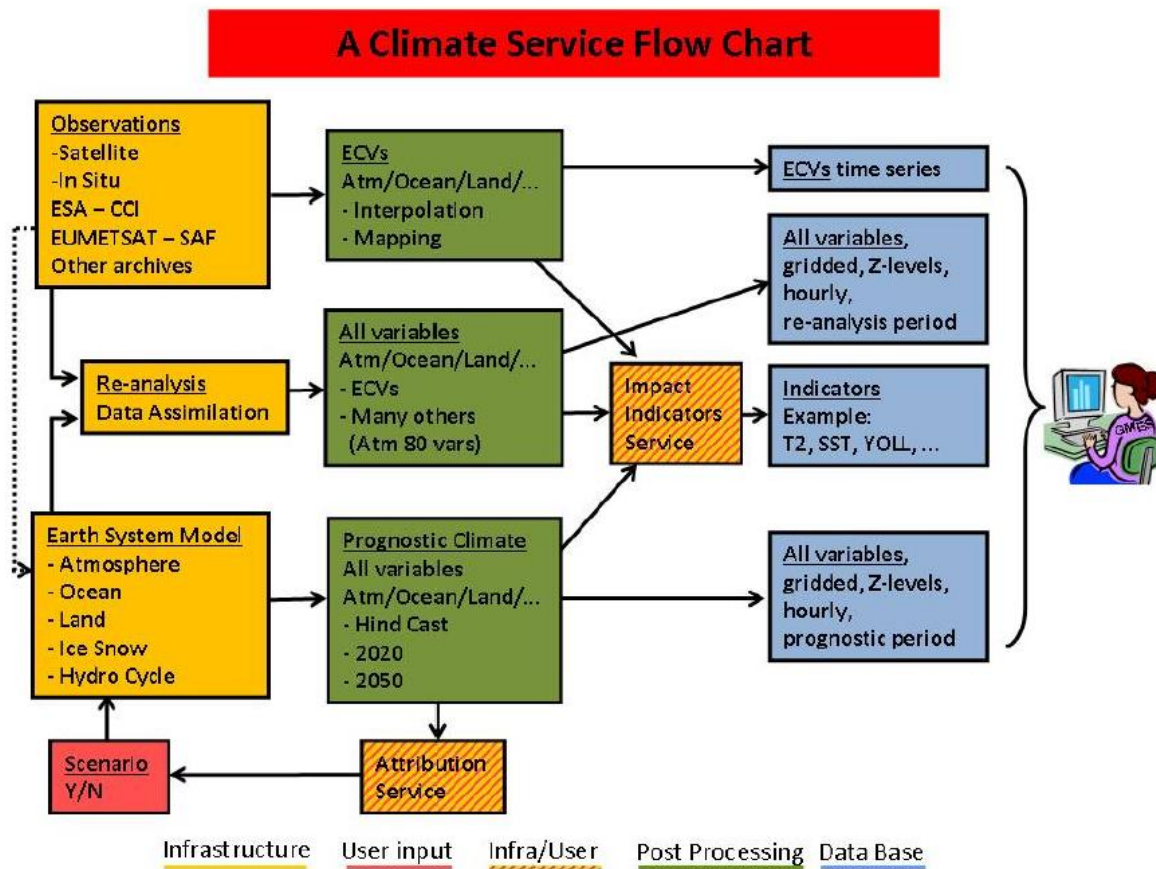 A Climate Service Flow Chart
Observations
-Satellite
-In Situ
ESA – CCI
EUMETSAT – SAF
Other archives
ECVs
Atm/Ocean/Land/...
- Interpolation
- Mapping
ECVs time series
All variables,
gridded, Z-levels,
hourly,
re-analysis period
Re-analysis
Data Assimilation
All variables
Atm/Ocean/Land/...
- ECVs
- Many others
(Atm 80 vars)
Impact
Indicators
Service
Indicators
Example:
T2, SST, YOLL, ...
GMES
Earth System Model
- Atmosphere
- Ocean
- Land
- Ice Snow
- Hydro Cycle
Prognostic Climate
All variables
Atm/Ocean/Land/...
- Hind Cast
- 2020
- 2050
All variables,
gridded, Z-levels,
hourly,
prognostic period
Scenario
Y/N
Attribution
Service
Infrastructure
User input
Infra/User
Post Processing
Data Base